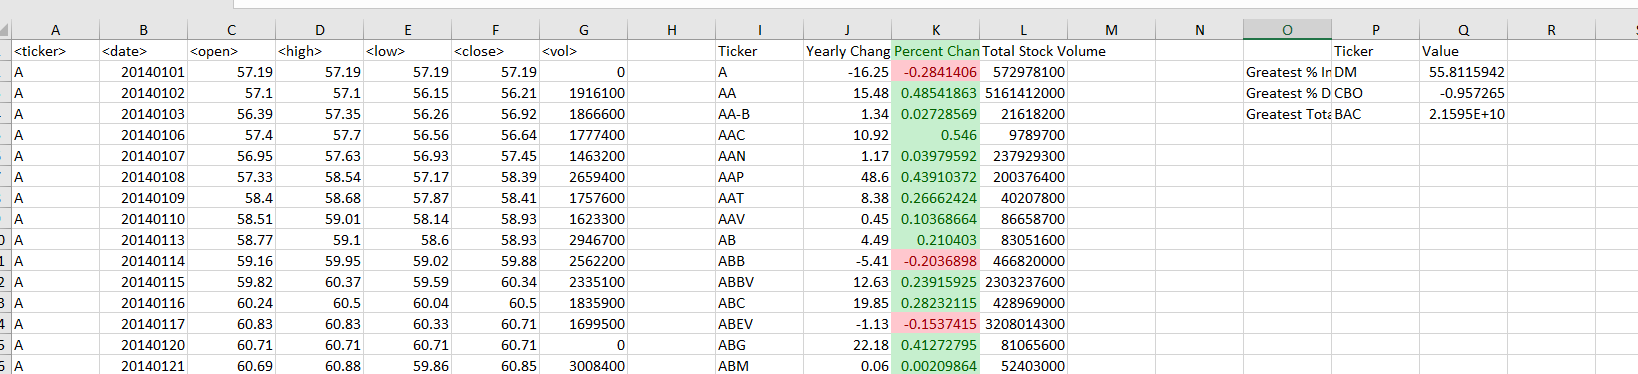 A B C D E F G H I J K L M N O P Q R
<ticker> <date> <open> <high> <low> <close> <vol> Ticker Yearly Chang Percent Chan Total Stock Volume Ticker Value
A 20140101 57.19 57.19 57.19 57.19 0 A -16.25 -0.2841406 572978100 Greatest % In DM 55.8115942
A 20140102 57.1 57.1 56.15 56.21 1916100 AA 15.48 0.48541863 5161412000 Greatest % D CBO -0.957265
A 20140103 56.39 57.35 56.26 56.92 1866600 AA-B 1.34 0.02728569 21618200 Greatest Tota BAC 2.1595E+10
A 20140106 57.4 57.7 56.56 56.64 1777400 AAC 10.92 0.546 9789700
A 20140107 56.95 57.63 56.93 57.45 1463200 AAN 1.17 0.03979592 237929300
A 20140108 57.33 58.54 57.17 58.39 2659400 AAP 48.6 0.43910372 200376400
A 20140109 58.4 58.68 57.87 58.41 1757600 AAT 8.38 0.26662424 40207800
A 20140110 58.51 59.01 58.14 58.93 1623300 AAV 0.45 0.10368664 86658700
A 20140113 58.77 59.1 58.6 58.93 2946700 AB 4.49 0.210403 83051600
A 20140114 59.16 59.95 59.02 59.88 2562200 ABB -5.41 -0.2036898 466820000
A 20140115 59.82 60.37 59.59 60.34 2335100 ABBV 12.63 0.23915925 2303237600
A 20140116 60.24 60.5 60.04 60.5 1835900 ABC 19.85 0.28232115 428969000
A 20140117 60.83 60.83 60.33 60.71 1699500 ABEV -1.13 -0.1537415 3208014300
A 20140120 60.71 60.71 60.71 60.71 0 ABG 22.18 0.41272795 81065600
A 20140121 60.69 60.88 59.86 60.85 3008400 ABM 0.06 0.00209864 52403000